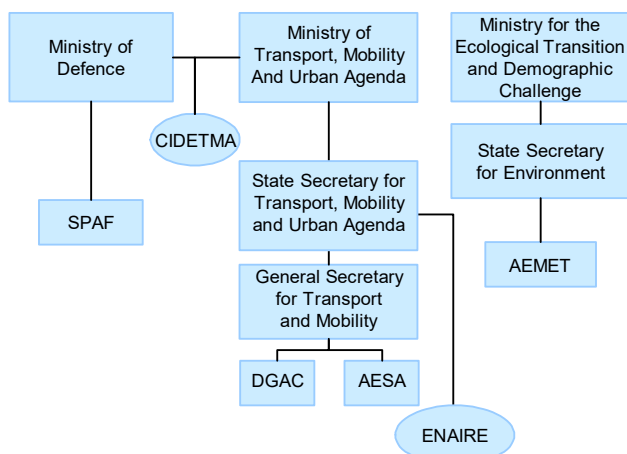 Ministry of
Defence
Ministry of
Transport, Mobility
And Urban Agenda
Ministry for the
Ecological Transition
and Demographic
Challenge
CIDETMA
State Secretary for
Transport, Mobility
and Urban Agenda
State Secretary
for Environment
SPAF
AEMET
General Secretary
for Transport
and Mobility
DGAC
AESA
ENAIRE